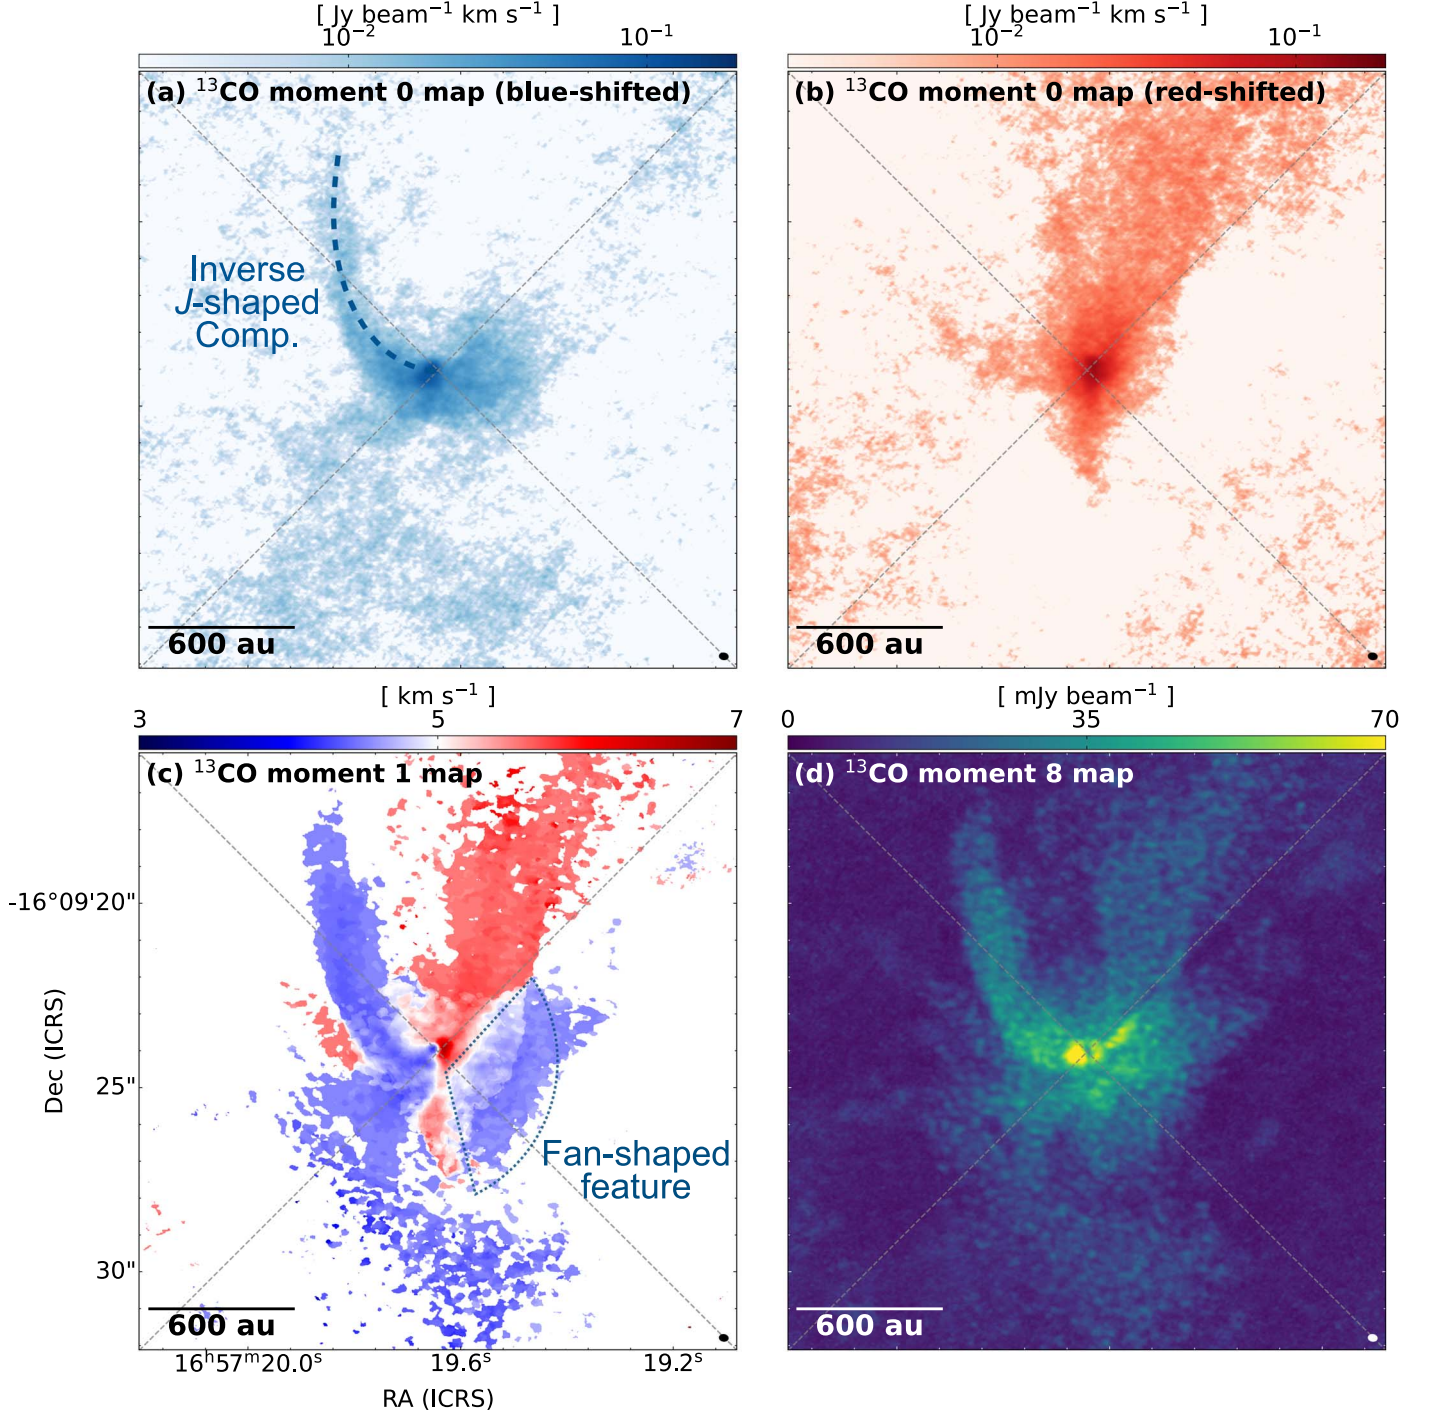 [ Jy beam⁻¹ km s⁻¹ ]
10⁻² 10⁻¹
(a) ¹³CO moment 0 map (blue-shifted)
Inverse
J-shaped
Comp.
600 au
[ Jy beam⁻¹ km s⁻¹ ]
10⁻² 10⁻¹
(b) ¹³CO moment 0 map (red-shifted)
600 au
[ km s⁻¹ ]
3 5 7
(c) ¹³CO moment 1 map
-16°09'20"
25"
30"
Dec (ICRS)
Fan-shaped
feature
600 au
16ʰ57ᵐ20.0ˢ 19.6ˢ 19.2ˢ
RA (ICRS)
[ mJy beam⁻¹ ]
0 35 70
(d) ¹³CO moment 8 map
600 au